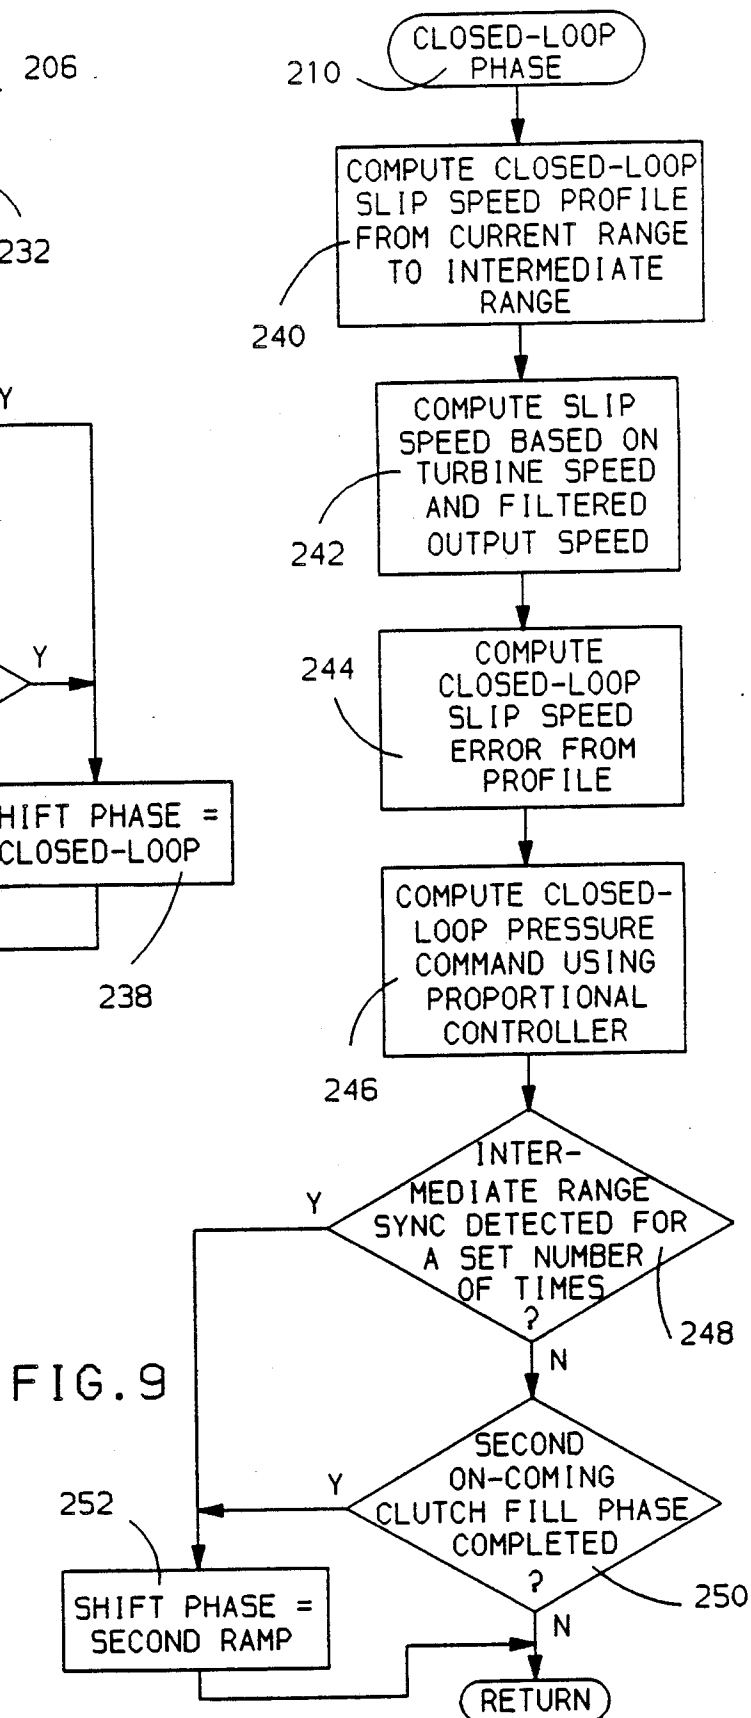 206
CLOSED-LOOP
PHASE
210
COMPUTE CLOSED-LOOP
SLIP SPEED PROFILE
FROM CURRENT RANGE
TO INTERMEDIATE
RANGE
232
240
Y
COMPUTE SLIP
SPEED BASED ON
TURBINE SPEED
AND FILTERED
OUTPUT SPEED
242
Y
COMPUTE
CLOSED-LOOP
SLIP SPEED
ERROR FROM
PROFILE
244
HIFT PHASE =
CLOSED-LOOP
238
COMPUTE CLOSED-
LOOP PRESSURE
COMMAND USING
PROPORTIONAL
CONTROLLER
246
INTER-
MEDIATE RANGE
SYNC DETECTED FOR
A SET NUMBER
OF TIMES
?
Y
248
N
FIG. 9
SECOND
ON-COMING
CLUTCH FILL PHASE
COMPLETED
?
Y
250
N
252
SHIFT PHASE =
SECOND RAMP
RETURN